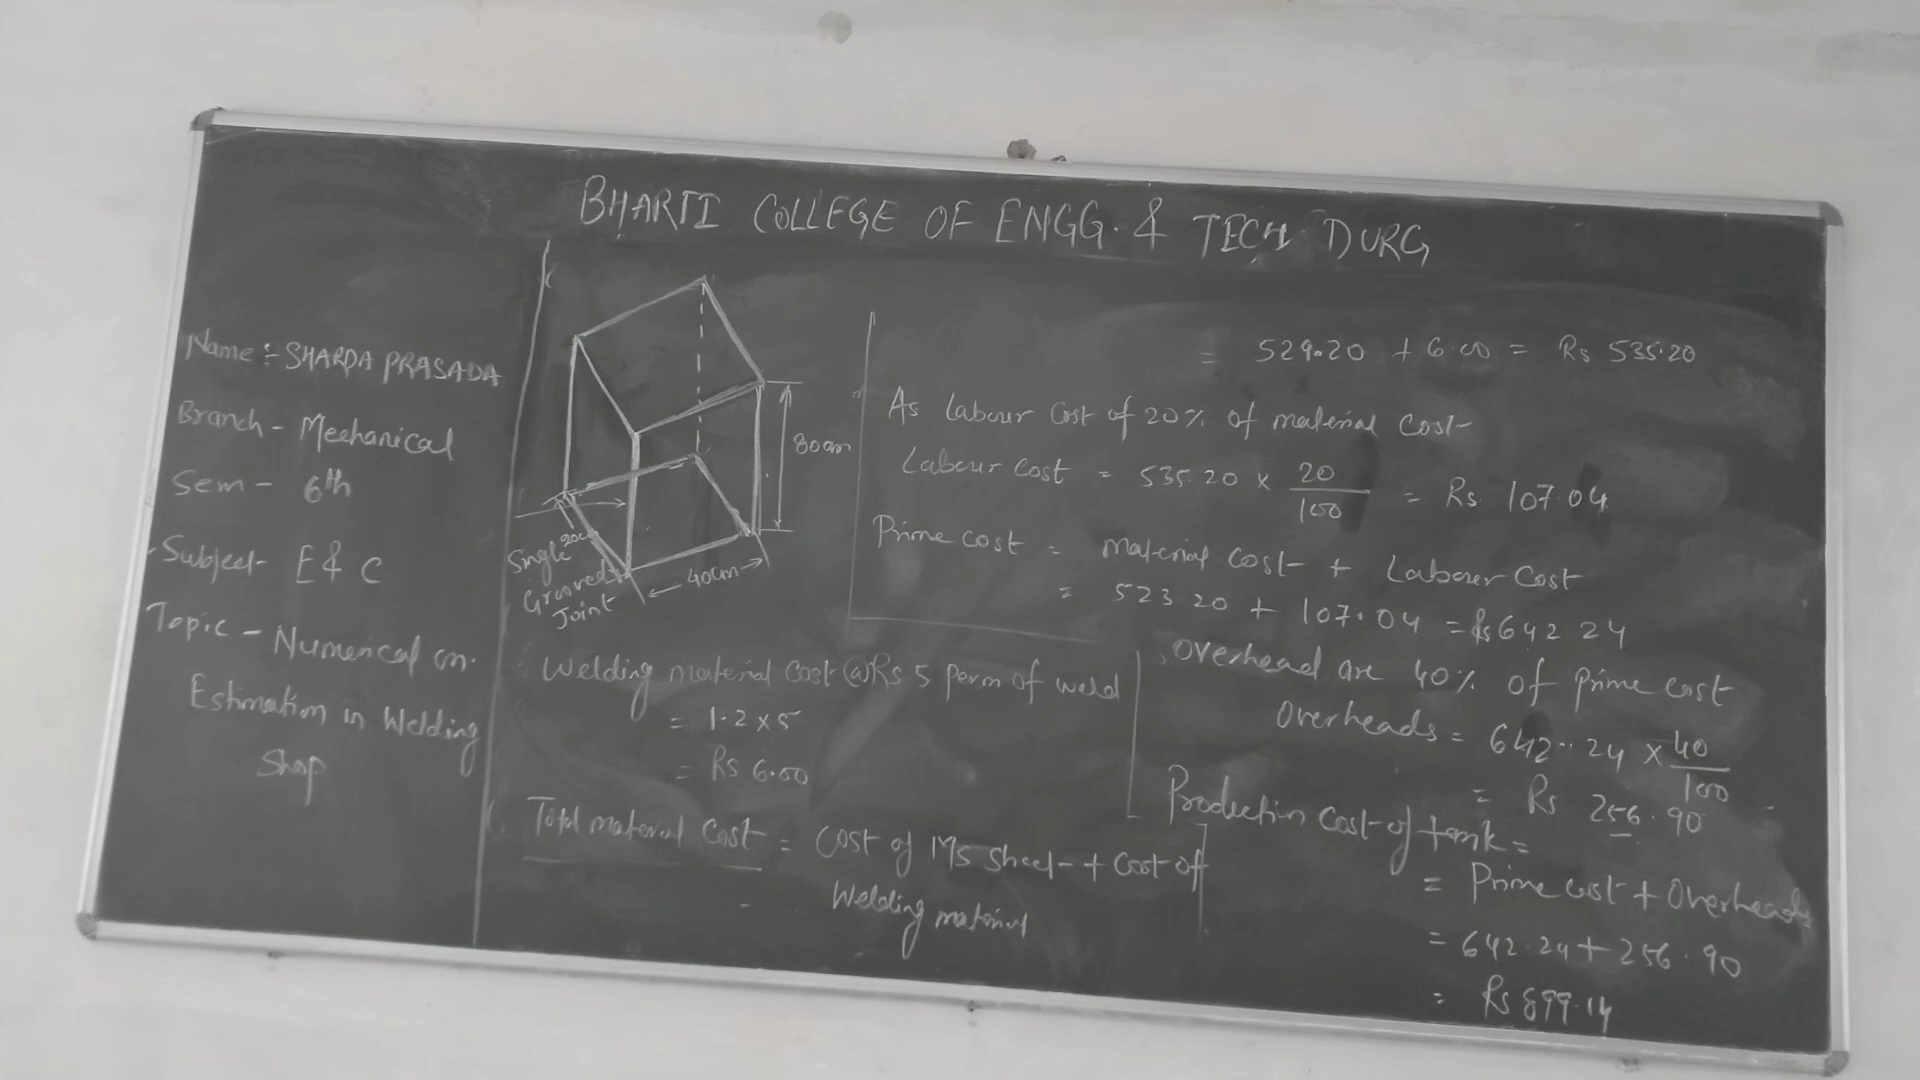 BHARTI COLLEGE OF ENGG. & TECH DURG
Name :- SHARDA PRASADA
Branch - Mechanical
Sem - 6th
Subject - E & C
Topic - Numerical on
Estimation in Welding
Shop
80cm
20c
40cm
Single
Grooved
Joint
Welding material cost @Rs 5 per m of weld
= 1.2 x 5
= Rs 6.00
Total material Cost = Cost of MS Sheet + Cost of
Welding material
= 529.20 + 6.00 = Rs 535.20
As Labour Cost of 20% of material Cost-
Labour Cost = 535.20 x 20/100 = Rs. 107.04
Prime Cost = material Cost + Labour Cost
= 523.20 + 107.04 = Rs 642.24
Overhead are 40% of prime cost
Overheads = 642.24 x 40/100
= Rs 256.90
Production Cost of tank =
= Prime Cost + Overheads
= 642.24 + 256.90
= Rs 899.14